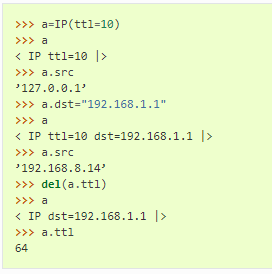 >>> a=IP(ttl=10)
>>> a
< IP ttl=10 |>
>>> a.src
’127.0.0.1’
>>> a.dst="192.168.1.1"
>>> a
< IP ttl=10 dst=192.168.1.1 |>
>>> a.src
’192.168.8.14’
>>> del(a.ttl)
>>> a
< IP dst=192.168.1.1 |>
>>> a.ttl
64